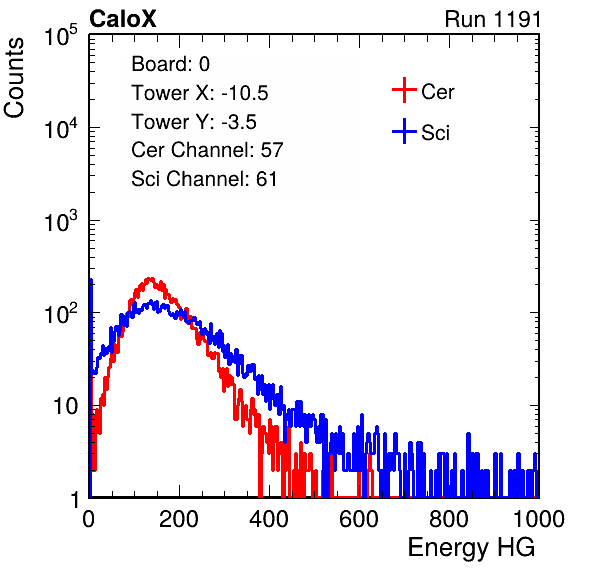 CaloX Run 1191
Counts
Board: 0
Tower X: -10.5
Tower Y: -3.5
Cer Channel: 57
Sci Channel: 61
Cer
Sci
10^5
10^4
10^3
10^2
10
1
0 200 400 600 800 1000
Energy HG